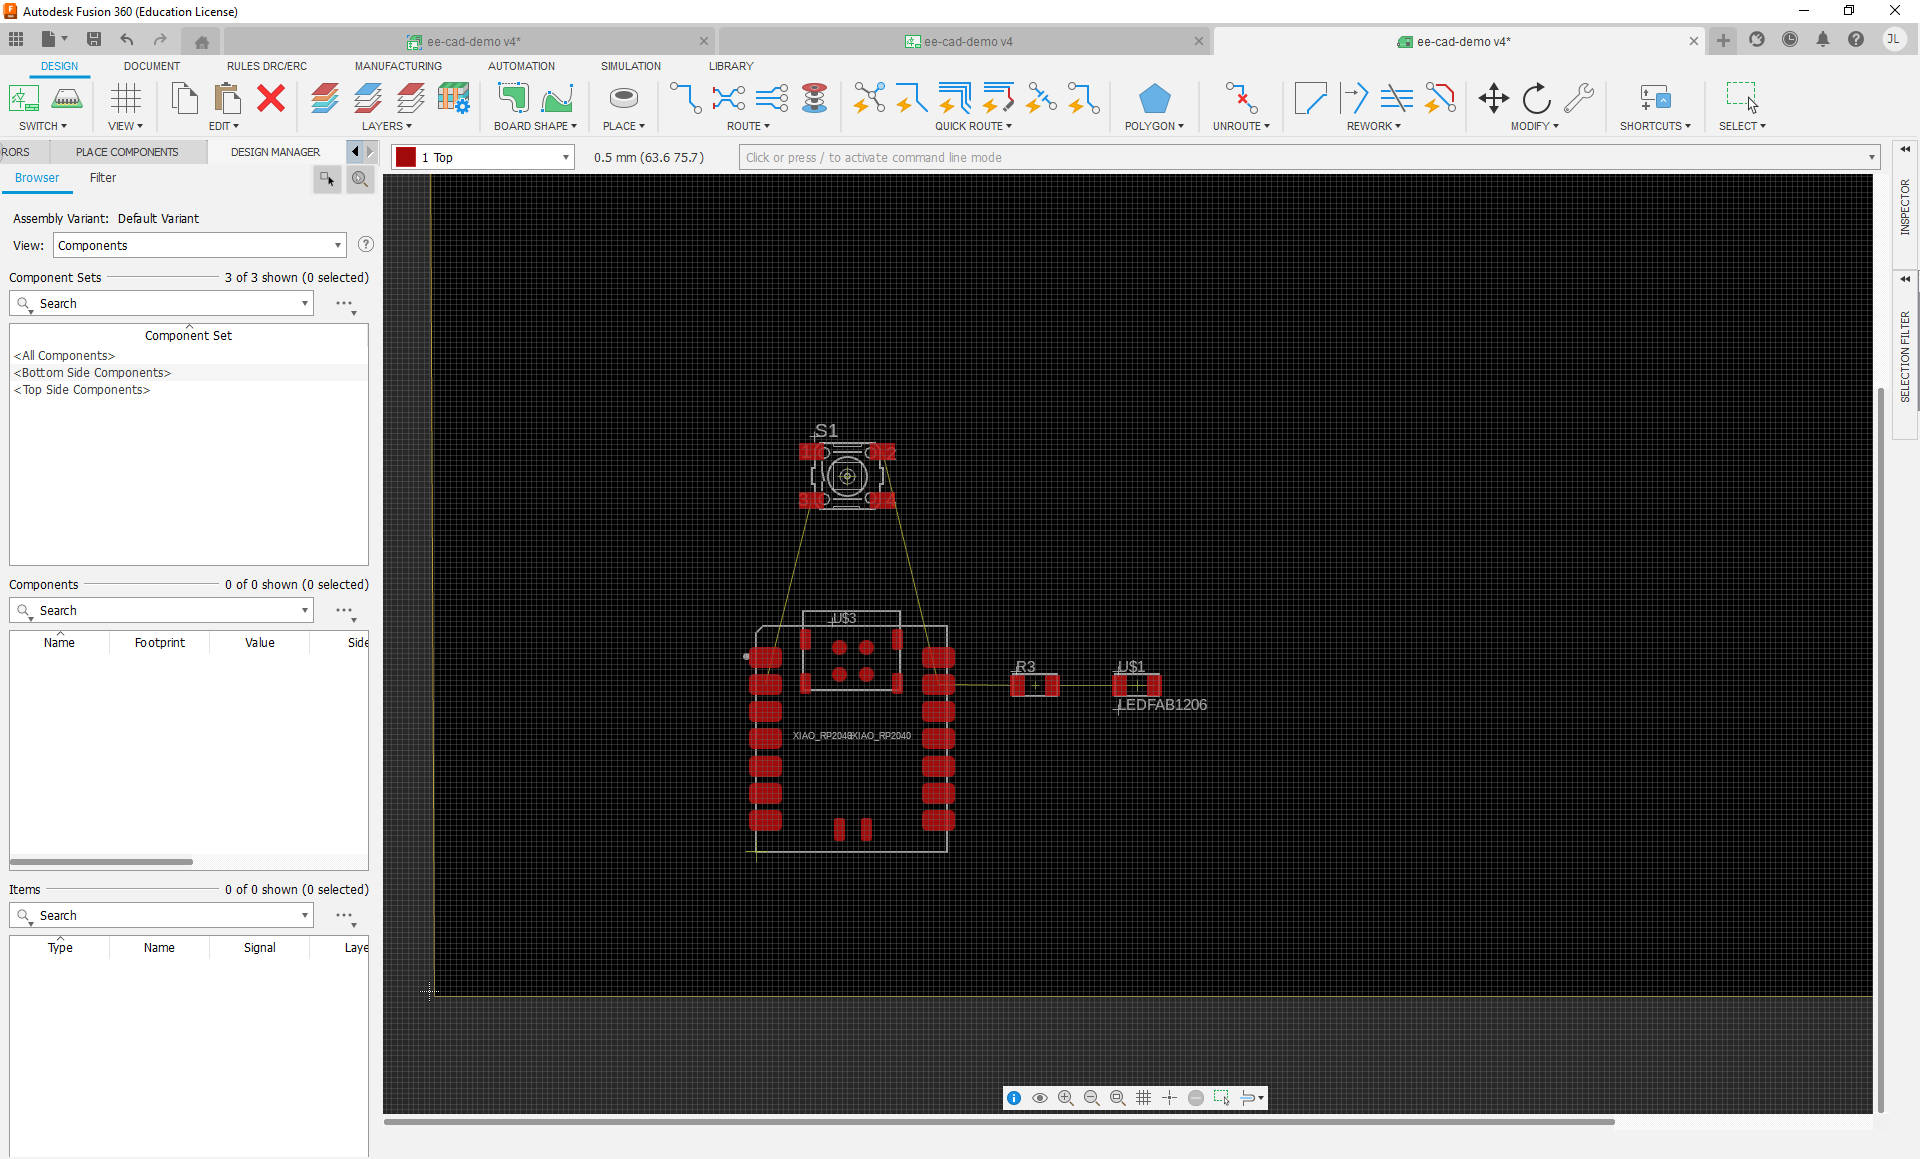 Autodesk Fusion 360 (Education License)
ee-cad-demo v4*
ee-cad-demo v4
ee-cad-demo v4*
JL
DESIGN
DOCUMENT
RULES DRC/ERC
MANUFACTURING
AUTOMATION
SIMULATION
LIBRARY
SWITCH
VIEW
EDIT
LAYERS
BOARD SHAPE
PLACE
ROUTE
QUICK ROUTE
POLYGON
UNROUTE
REWORK
MODIFY
SHORTCUTS
SELECT
RORS
PLACE COMPONENTS
DESIGN MANAGER
1 Top
0.5 mm (63.6 75.7)
Click or press / to activate command line mode
Browser
Filter
Assembly Variant: Default Variant
View: Components
Component Sets 3 of 3 shown (0 selected)
Search
Component Set
<All Components>
<Bottom Side Components>
<Top Side Components>
Components 0 of 0 shown (0 selected)
Search
Name Footprint Value Side
Items 0 of 0 shown (0 selected)
Search
Type Name Signal Laye
S1
1
2
3
4
U$3
XIAO_RP2040
XIAO_RP2040
R3
U$1
LEDFAB1206
INSPECTOR
SELECTION FILTER